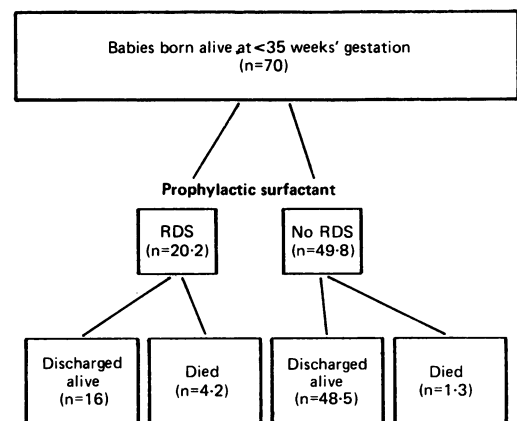 Babies born alive at <35 weeks' gestation
(n=70)
Prophylactic surfactant
RDS
(n=20·2)
No RDS
(n=49·8)
Discharged
alive
(n=16)
Died
(n=4·2)
Discharged
alive
(n=48·5)
Died
(n=1·3)